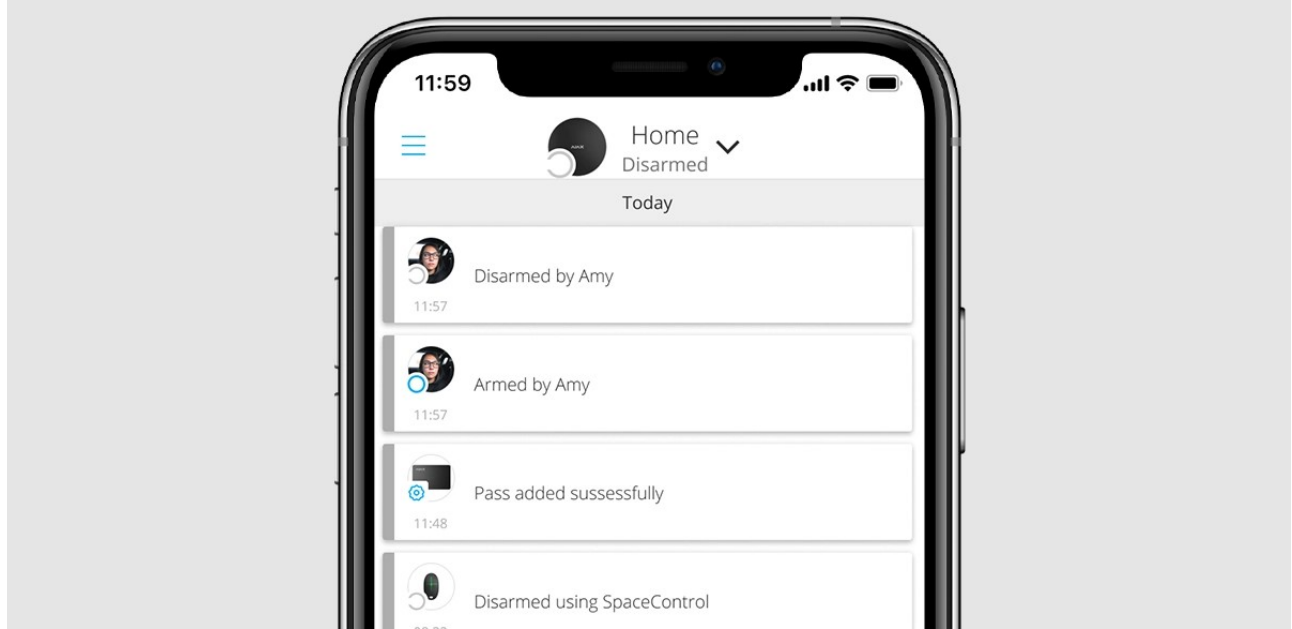 11:59
Home
Disarmed
Today
Disarmed by Amy
11:57
Armed by Amy
11:57
Pass added sussessfully
11:48
Disarmed using SpaceControl